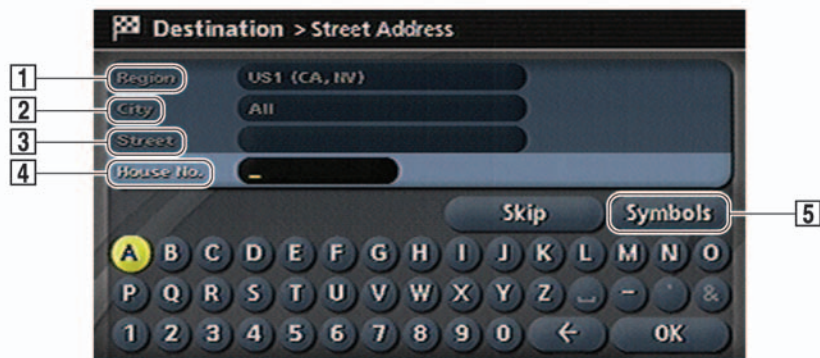 Destination > Street Address
1 Region US1 (CA, NV)
2 City All
3 Street
4 House No. _
Skip Symbols 5
A B C D E F G H I J K L M N O
P Q R S T U V W X Y Z ␣ - ' &
1 2 3 4 5 6 7 8 9 0 ← OK